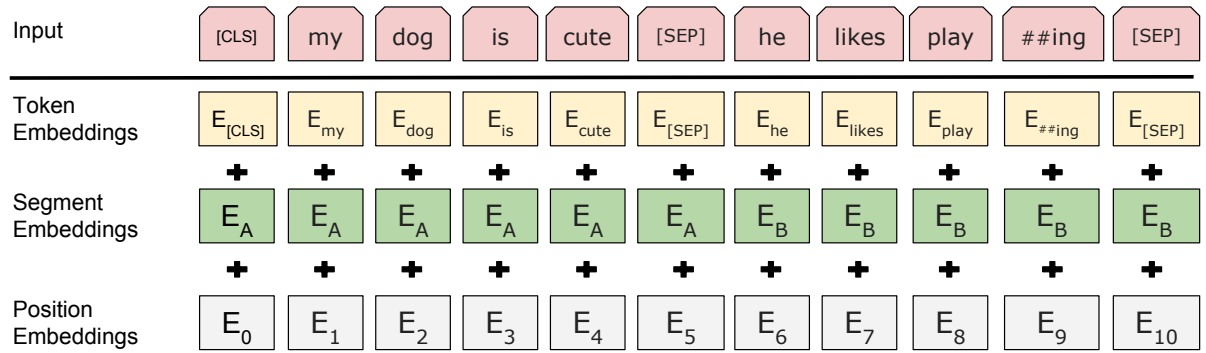 Input [CLS] my dog is cute [SEP] he likes play ##ing [SEP]
Token
Embeddings E[CLS] Emy Edog Eis Ecute E[SEP] Ehe Elikes Eplay E##ing E[SEP]
+ + + + + + + + + + +
Segment
Embeddings EA EA EA EA EA EA EB EB EB EB EB
+ + + + + + + + + + +
Position
Embeddings E0 E1 E2 E3 E4 E5 E6 E7 E8 E9 E10